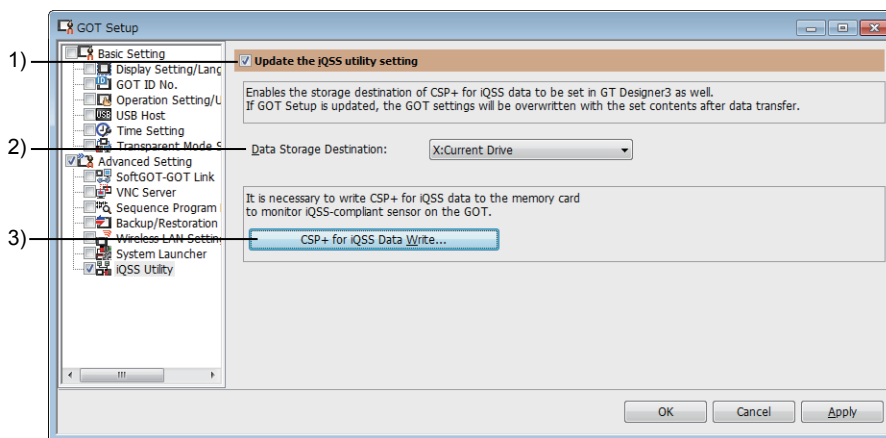 GOT Setup
1)
2)
3)
Basic Setting
Display Setting/Lang
GOT ID No.
Operation Setting/U
USB Host
Time Setting
Transparent Mode S
Advanced Setting
SoftGOT-GOT Link
VNC Server
Sequence Program
Backup/Restoration
Wireless LAN Setting
System Launcher
iQSS Utility
Update the iQSS utility setting
Enables the storage destination of CSP+ for iQSS data to be set in GT Designer3 as well.
If GOT Setup is updated, the GOT settings will be overwritten with the set contents after data transfer.
Data Storage Destination:
X:Current Drive
It is necessary to write CSP+ for iQSS data to the memory card
to monitor iQSS-compliant sensor on the GOT.
CSP+ for iQSS Data Write...
OK
Cancel
Apply